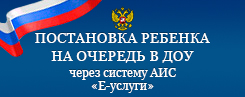 ПОСТАНОВКА РЕБЕНКА
НА ОЧЕРЕДЬ В ДОУ
через систему АИС
«Е-услуги»